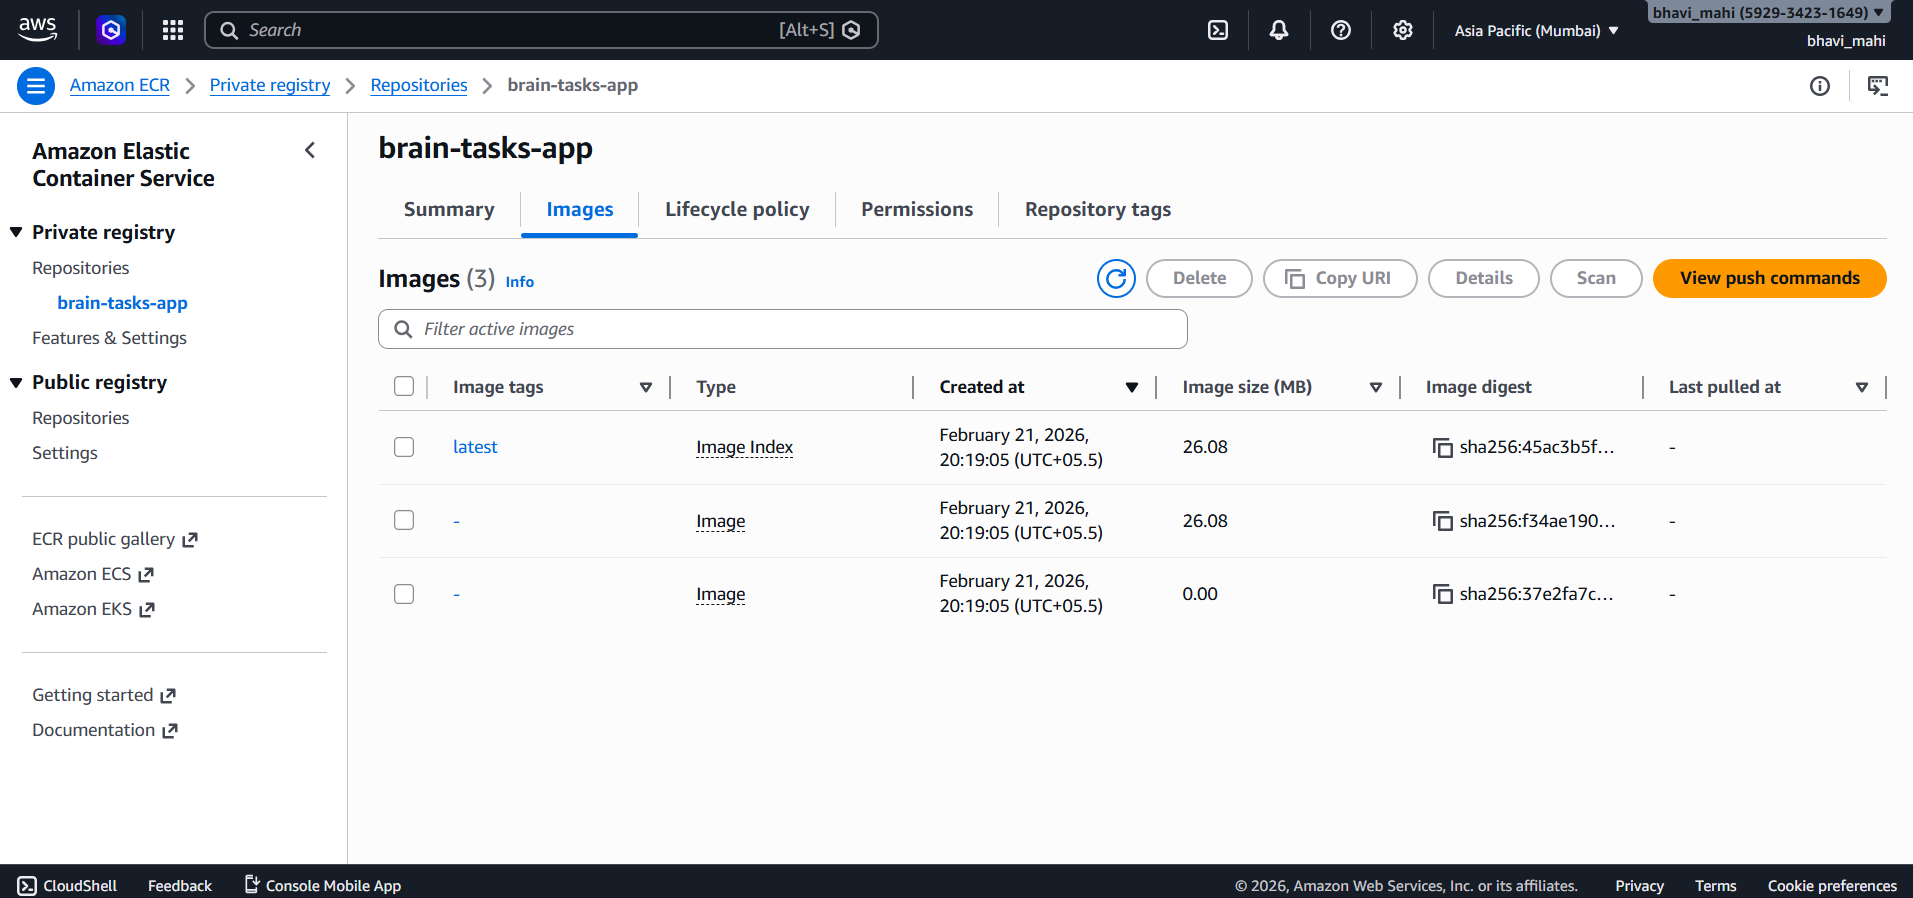 aws
Search
[Alt+S]
Asia Pacific (Mumbai)
bhavi_mahi (5929-3423-1649)
bhavi_mahi
Amazon ECR
Private registry
Repositories
brain-tasks-app
Amazon Elastic
Container Service
Private registry
Repositories
brain-tasks-app
Features & Settings
Public registry
Repositories
Settings
ECR public gallery
Amazon ECS
Amazon EKS
Getting started
Documentation
brain-tasks-app
Summary
Images
Lifecycle policy
Permissions
Repository tags
Images (3) Info
Delete
Copy URI
Details
Scan
View push commands
Filter active images
Image tags
Type
Created at
Image size (MB)
Image digest
Last pulled at
latest
Image Index
February 21, 2026,
20:19:05 (UTC+05.5)
26.08
sha256:45ac3b5f...
-
-
Image
February 21, 2026,
20:19:05 (UTC+05.5)
26.08
sha256:f34ae190...
-
-
Image
February 21, 2026,
20:19:05 (UTC+05.5)
0.00
sha256:37e2fa7c...
-
CloudShell
Feedback
Console Mobile App
© 2026, Amazon Web Services, Inc. or its affiliates.
Privacy
Terms
Cookie preferences